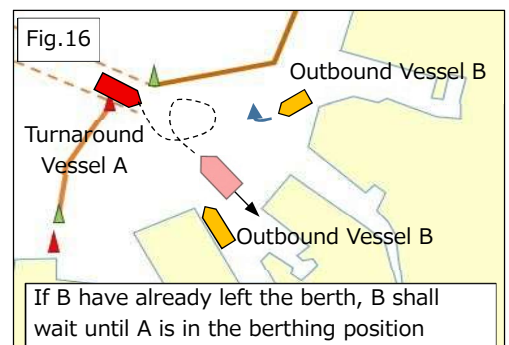 Fig.16
Outbound Vessel B
Turnaround
Vessel A
Outbound Vessel B
If B have already left the berth, B shall
wait until A is in the berthing position